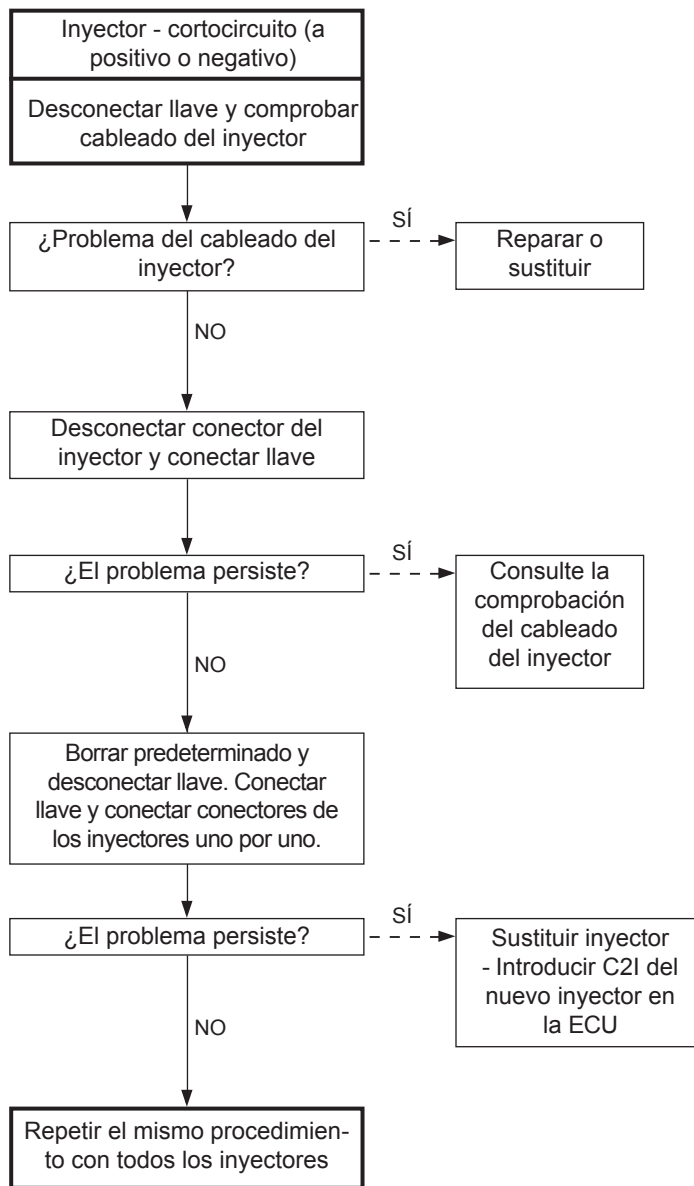 Inyector - cortocircuito (a
positivo o negativo)
Desconectar llave y comprobar
cableado del inyector
¿Problema del cableado del
inyector?
SÍ
Reparar o
sustituir
NO
Desconectar conector del
inyector y conectar llave
¿El problema persiste?
SÍ
Consulte la
comprobación
del cableado
del inyector
NO
Borrar predeterminado y
desconectar llave. Conectar
llave y conectar conectores de
los inyectores uno por uno.
¿El problema persiste?
SÍ
Sustituir inyector
- Introducir C2I del
nuevo inyector en
la ECU
NO
Repetir el mismo procedimien-
to con todos los inyectores